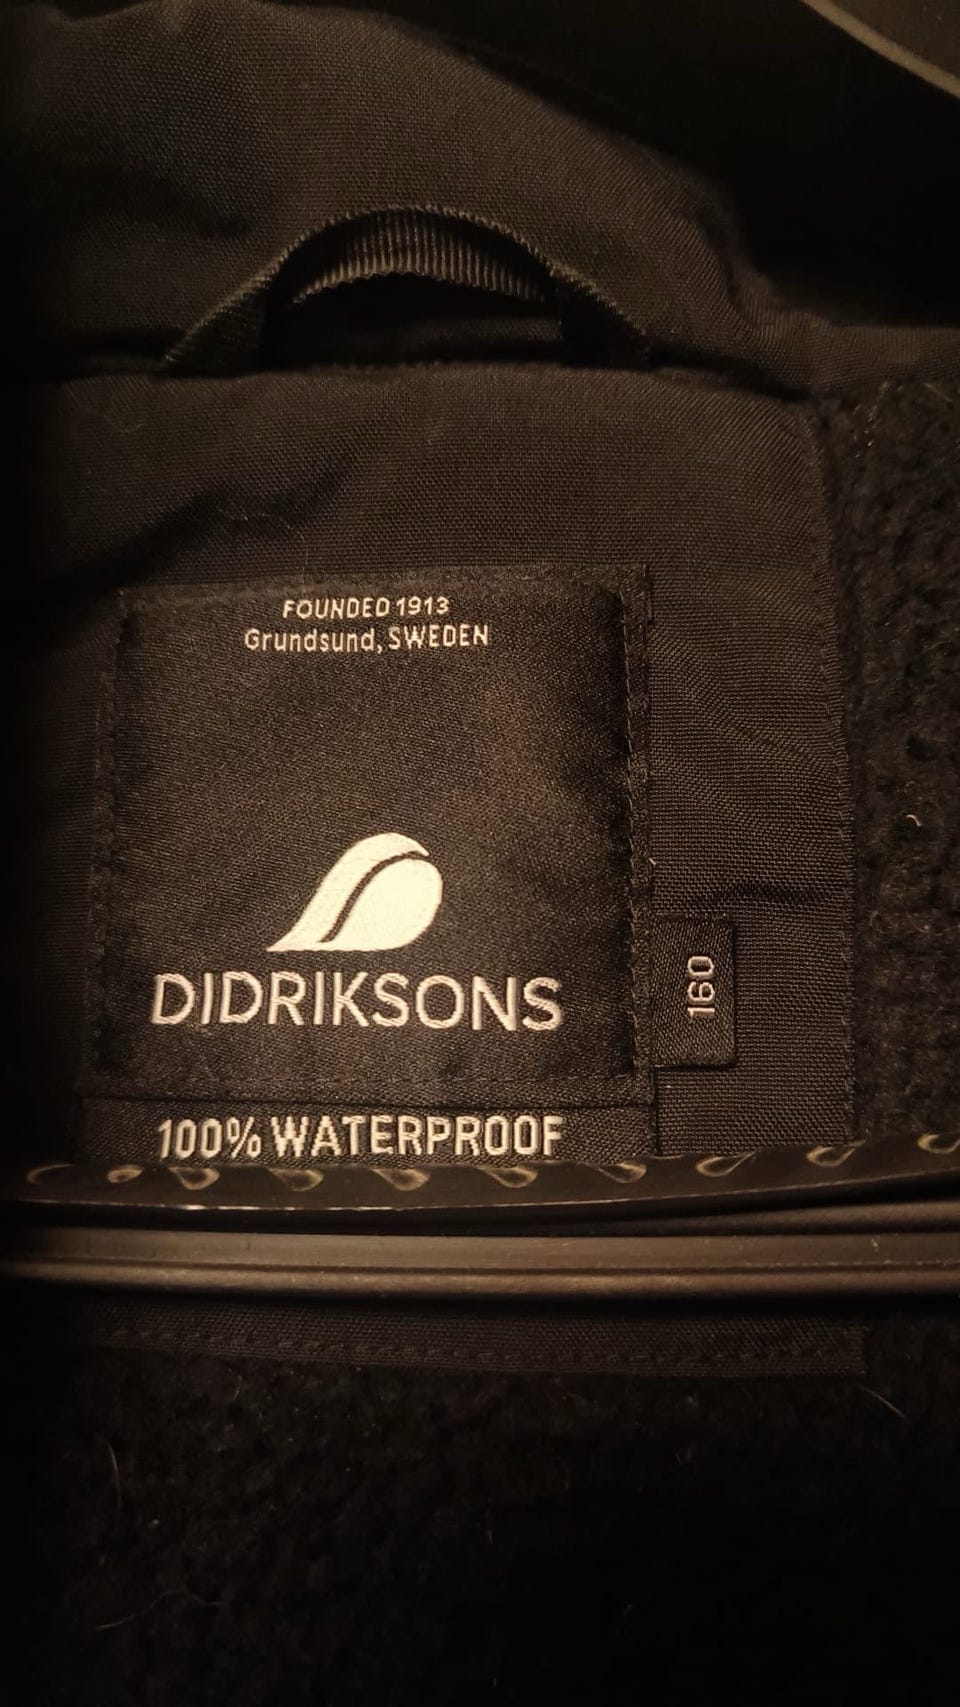 FOUNDED 1913
Grundsund, SWEDEN
DIDRIKSONS
160
100% WATERPROOF